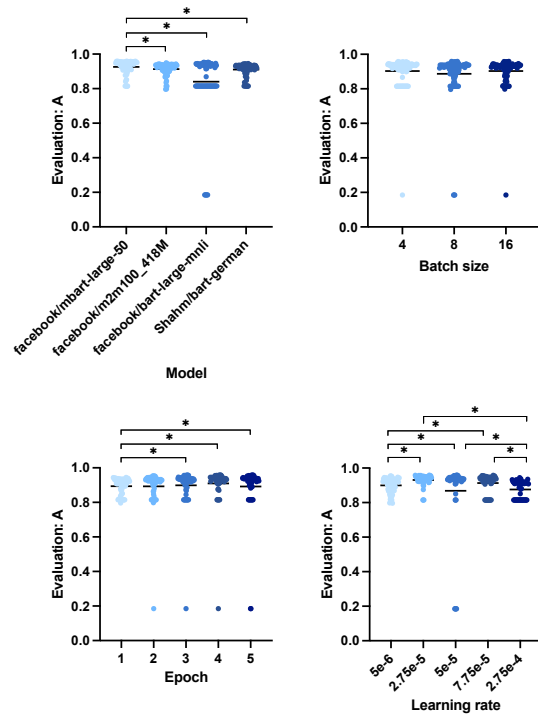 *
*
*
Evaluation: A
1.0
0.8
0.6
0.4
0.2
0.0
facebook/mbart-large-50
facebook/m2m100_418M
facebook/bart-large-mnli
Shahm/bart-german
Model
Evaluation: A
1.0
0.8
0.6
0.4
0.2
0.0
4 8 16
Batch size
*
*
*
Evaluation: A
1.0
0.8
0.6
0.4
0.2
0.0
1 2 3 4 5
Epoch
*
*
* *
* *
Evaluation: A
1.0
0.8
0.6
0.4
0.2
0.0
5e-6
2.75e-5
5e-5
7.75e-5
2.75e-4
Learning rate